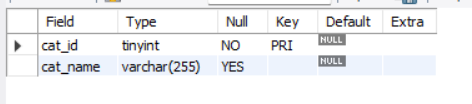 Field Type Null Key Default Extra
cat_id tinyint NO PRI NULL
cat_name varchar(255) YES NULL